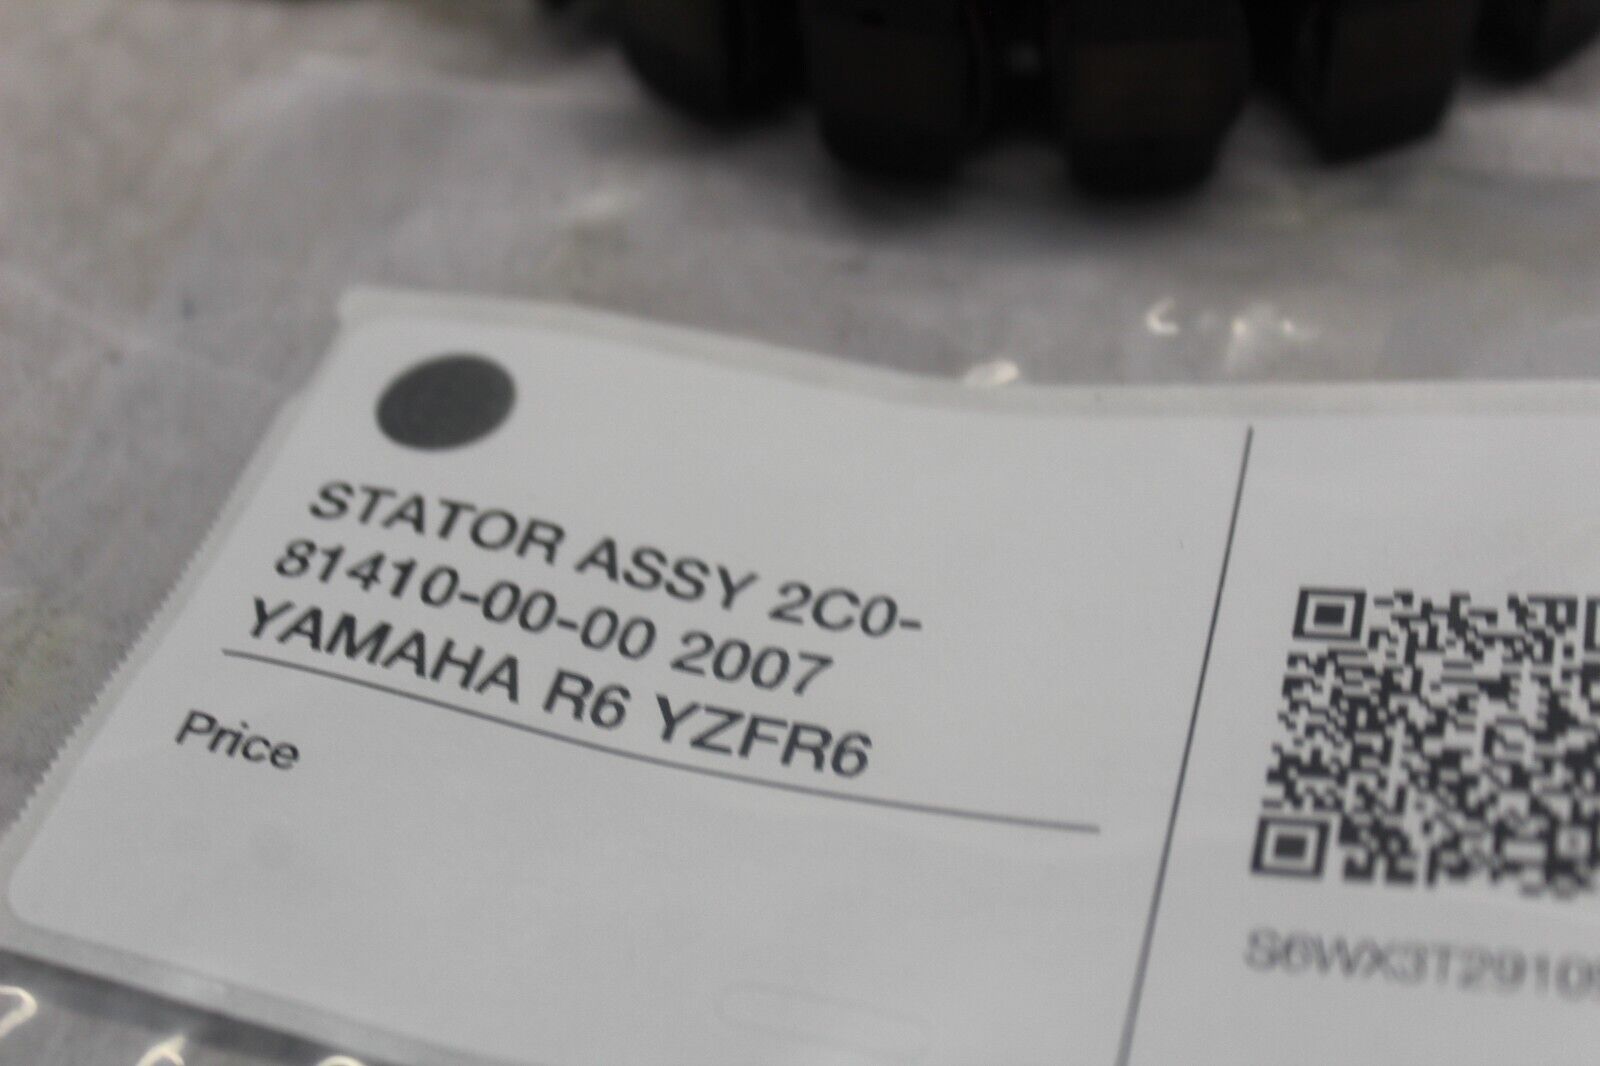 STATOR ASSY 2C0-
81410-00-00 2007
YAMAHA R6 YZFR6
Price